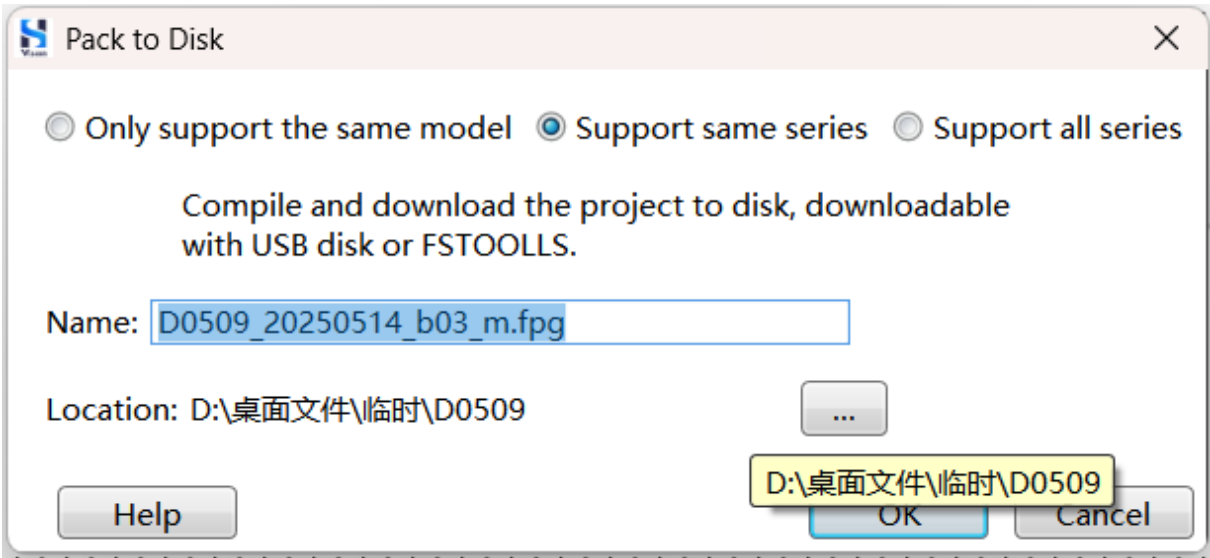 Pack to Disk
Only support the same model Support same series Support all series
Compile and download the project to disk, downloadable
with USB disk or FSTOOLLS.
Name: D0509_20250514_b03_m.fpg
Location: D:\桌面文件\临时\D0509
...
D:\桌面文件\临时\D0509
Help OK Cancel